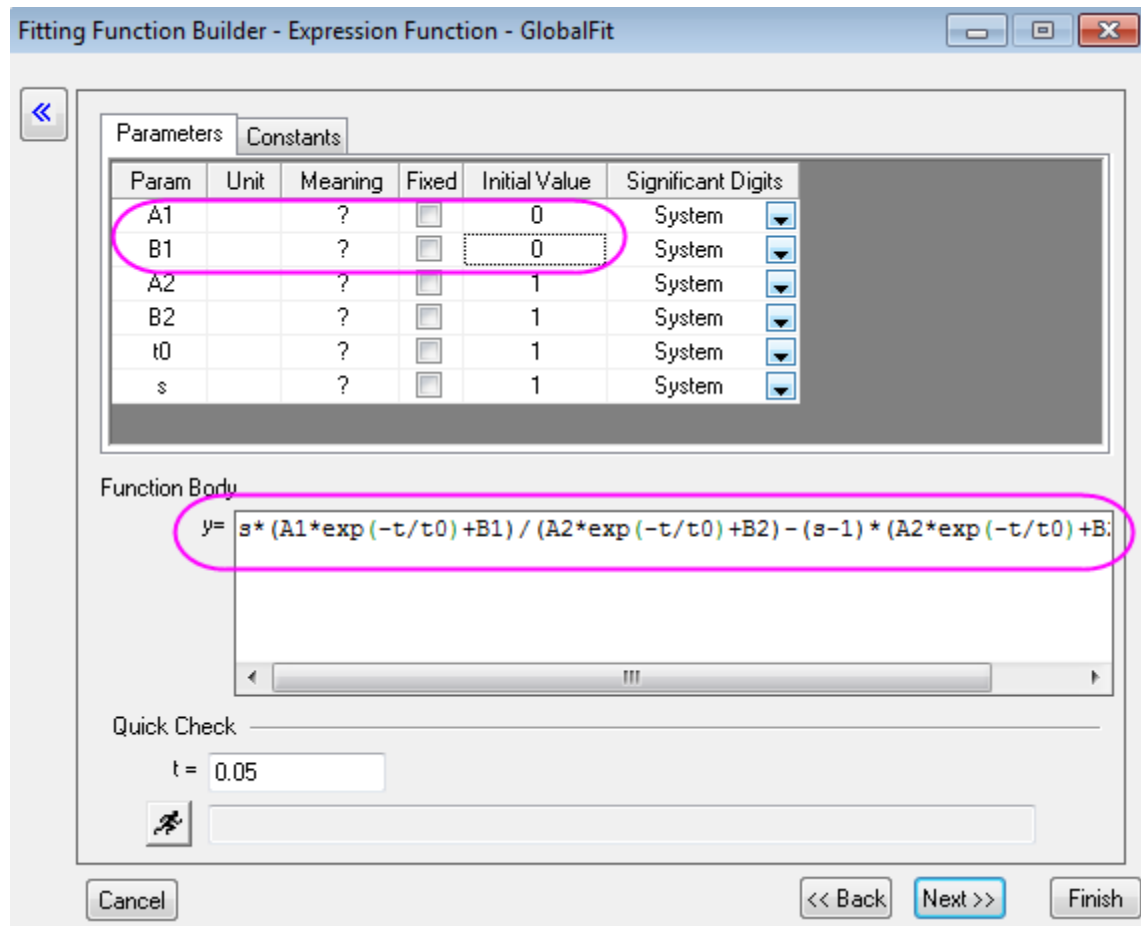 Fitting Function Builder - Expression Function - GlobalFit
Parameters Constants
Param Unit Meaning Fixed Initial Value Significant Digits
A1 ? 0 System
B1 ? 0 System
A2 ? 1 System
B2 ? 1 System
t0 ? 1 System
s ? 1 System
Function Body
y= s*(A1*exp(-t/t0)+B1)/(A2*exp(-t/t0)+B2)-(s-1)*(A2*exp(-t/t0)+B
Quick Check
t = 0.05
Cancel << Back Next >> Finish